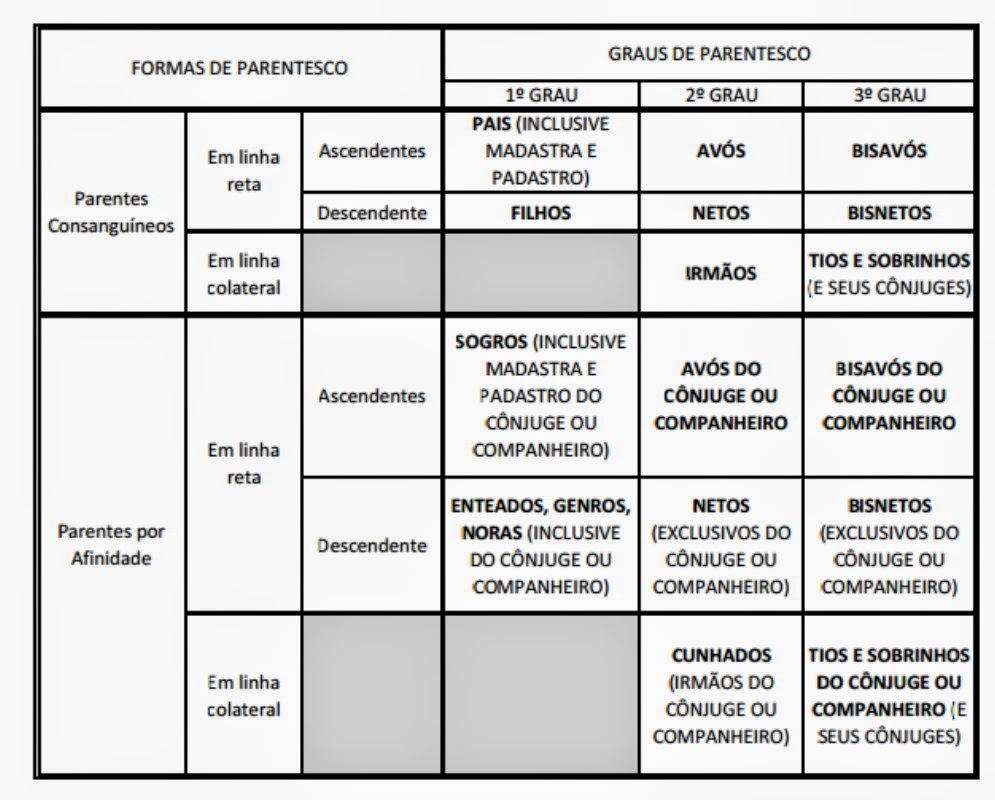 FORMAS DE PARENTESCO
GRAUS DE PARENTESCO
1º GRAU
2º GRAU
3º GRAU
Parentes
Consanguíneos
Em linha
reta
Ascendentes
PAIS (INCLUSIVE
MADASTRA E
PADASTRO)
AVÓS
BISAVÓS
Descendente
FILHOS
NETOS
BISNETOS
Em linha
colateral
IRMÃOS
TIOS E SOBRINHOS
(E SEUS CÔNJUGES)
Parentes por
Afinidade
Em linha
reta
Ascendentes
SOGROS (INCLUSIVE
MADASTRA E
PADASTRO DO
CÔNJUGE OU
COMPANHEIRO)
AVÓS DO
CÔNJUGE OU
COMPANHEIRO
BISAVÓS DO
CÔNJUGE OU
COMPANHEIRO
Descendente
ENTEADOS, GENROS,
NORAS (INCLUSIVE
DO CÔNJUGE OU
COMPANHEIRO)
NETOS
(EXCLUSIVOS DO
CÔNJUGE OU
COMPANHEIRO)
BISNETOS
(EXCLUSIVOS DO
CÔNJUGE OU
COMPANHEIRO)
Em linha
colateral
CUNHADOS
(IRMÃOS DO
CÔNJUGE OU
COMPANHEIRO)
TIOS E SOBRINHOS
DO CÔNJUGE OU
COMPANHEIRO (E
SEUS CÔNJUGES)